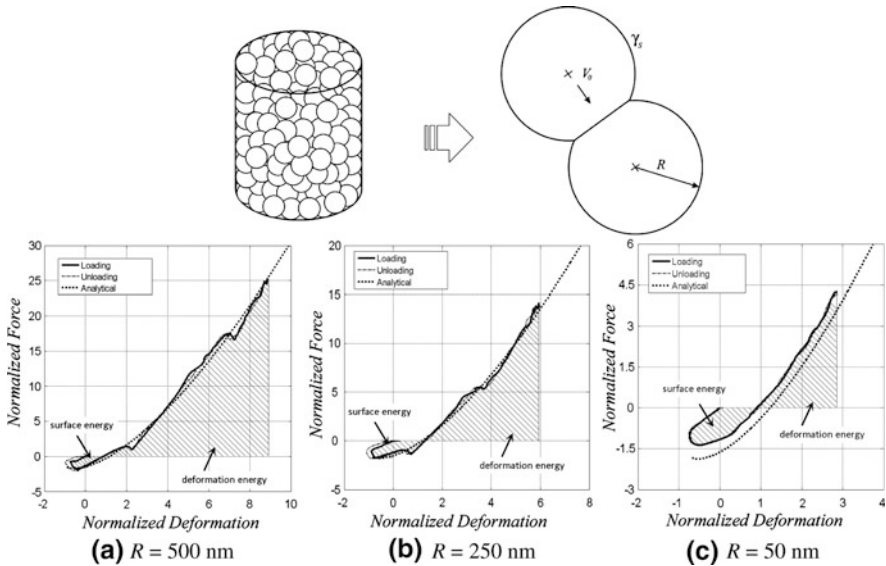 γs
V0
R
Normalized Force
30
25
20
15
10
5
0
-5
Loading
Unloading
Analytical
surface energy
deformation energy
-2 0 2 4 6 8 10
Normalized Deformation
(a) R = 500 nm
Normalized Force
20
15
10
5
0
-5
Loading
Unloading
Analytical
surface energy
deformation energy
-2 0 2 4 6 8
Normalized Deformation
(b) R = 250 nm
Normalized Force
6
4.5
3
1.5
0
-1.5
-3
Loading
Unloading
Analytical
surface energy
deformation energy
-2 -1 0 1 2 3 4
Normalized Deformation
(c) R = 50 nm